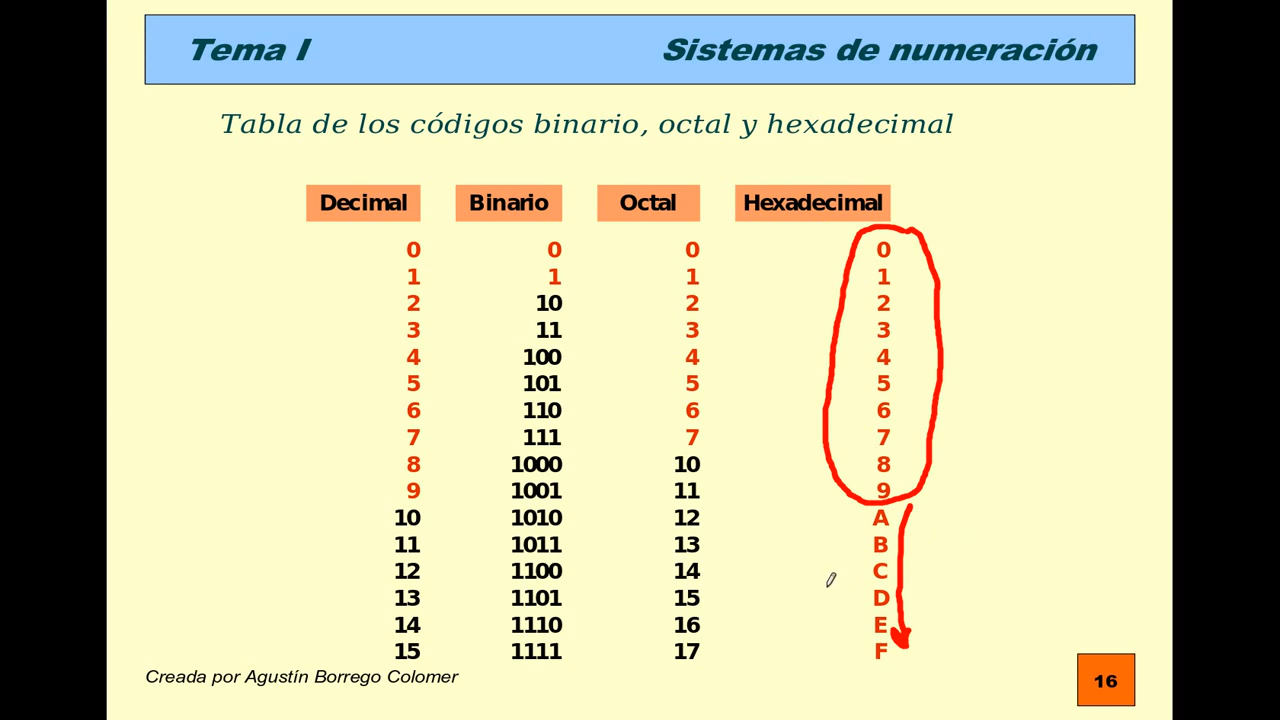 Tema I Sistemas de numeración
Tabla de los códigos binario, octal y hexadecimal
Decimal Binario Octal Hexadecimal
0 0 0 0
1 1 1 1
2 10 2 2
3 11 3 3
4 100 4 4
5 101 5 5
6 110 6 6
7 111 7 7
8 1000 10 8
9 1001 11 9
10 1010 12 A
11 1011 13 B
12 1100 14 C
13 1101 15 D
14 1110 16 E
15 1111 17 F
Creada por Agustín Borrego Colomer
16